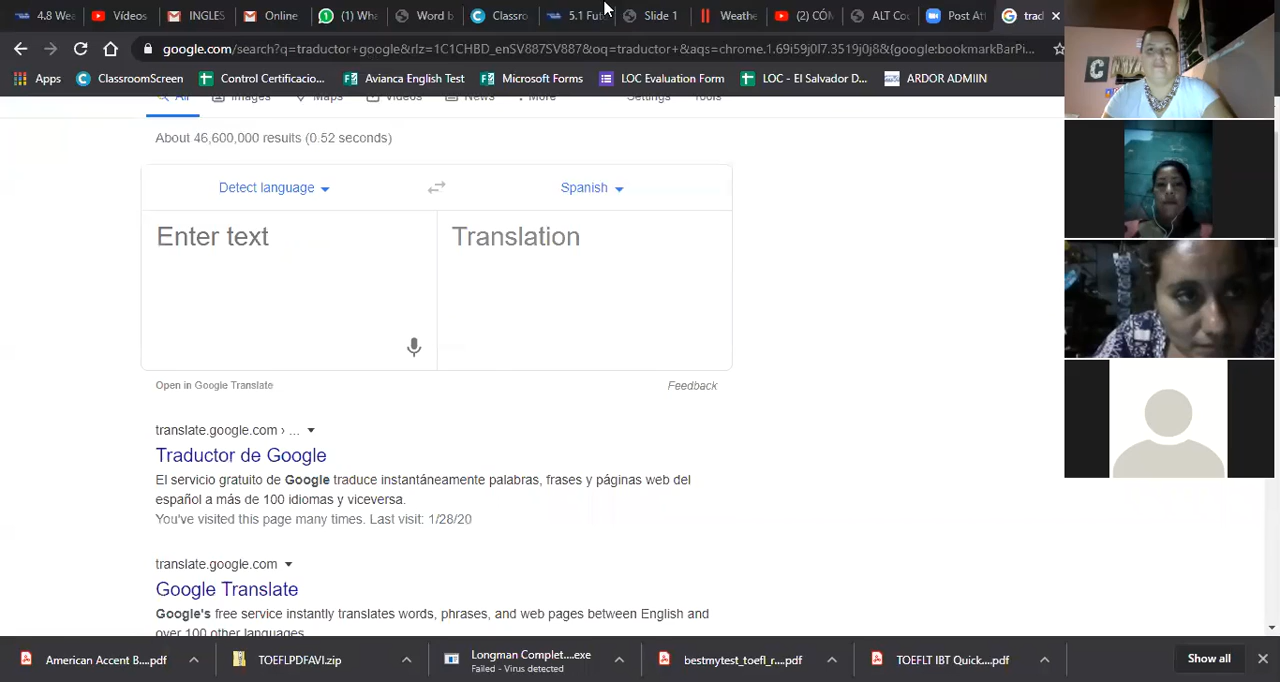 4.8 Wea
Vídeos
INGLES
Online
(1) Wha
Word b
Classro
5.1 Futu
Slide 1
Weathe
(2) CÓM
ALT Co
Post Att
trad
google.com/search?q=traductor+google&rlz=1C1CHBD_enSV887SV887&oq=traductor+&aqs=chrome.1.69i59j0l7.3519j0j8&{google:bookmarkBarPi...
Apps
ClassroomScreen
Control Certificacio...
Avianca English Test
Microsoft Forms
LOC Evaluation Form
LOC - El Salvador D...
ARDOR ADMIIN
All
Images
Maps
Videos
News
More
Settings
Tools
About 46,600,000 results (0.52 seconds)
Detect language
Spanish
Enter text
Translation
Open in Google Translate
Feedback
translate.google.com › ...
Traductor de Google
El servicio gratuito de Google traduce instantáneamente palabras, frases y páginas web del
español a más de 100 idiomas y viceversa.
You've visited this page many times. Last visit: 1/28/20
translate.google.com
Google Translate
Google's free service instantly translates words, phrases, and web pages between English and
over 100 other languages.
American Accent B....pdf
TOEFLPDFAVI.zip
Longman Complet....exe
Failed - Virus detected
bestmytest_toefl_r....pdf
TOEFLT IBT Quick....pdf
Show all